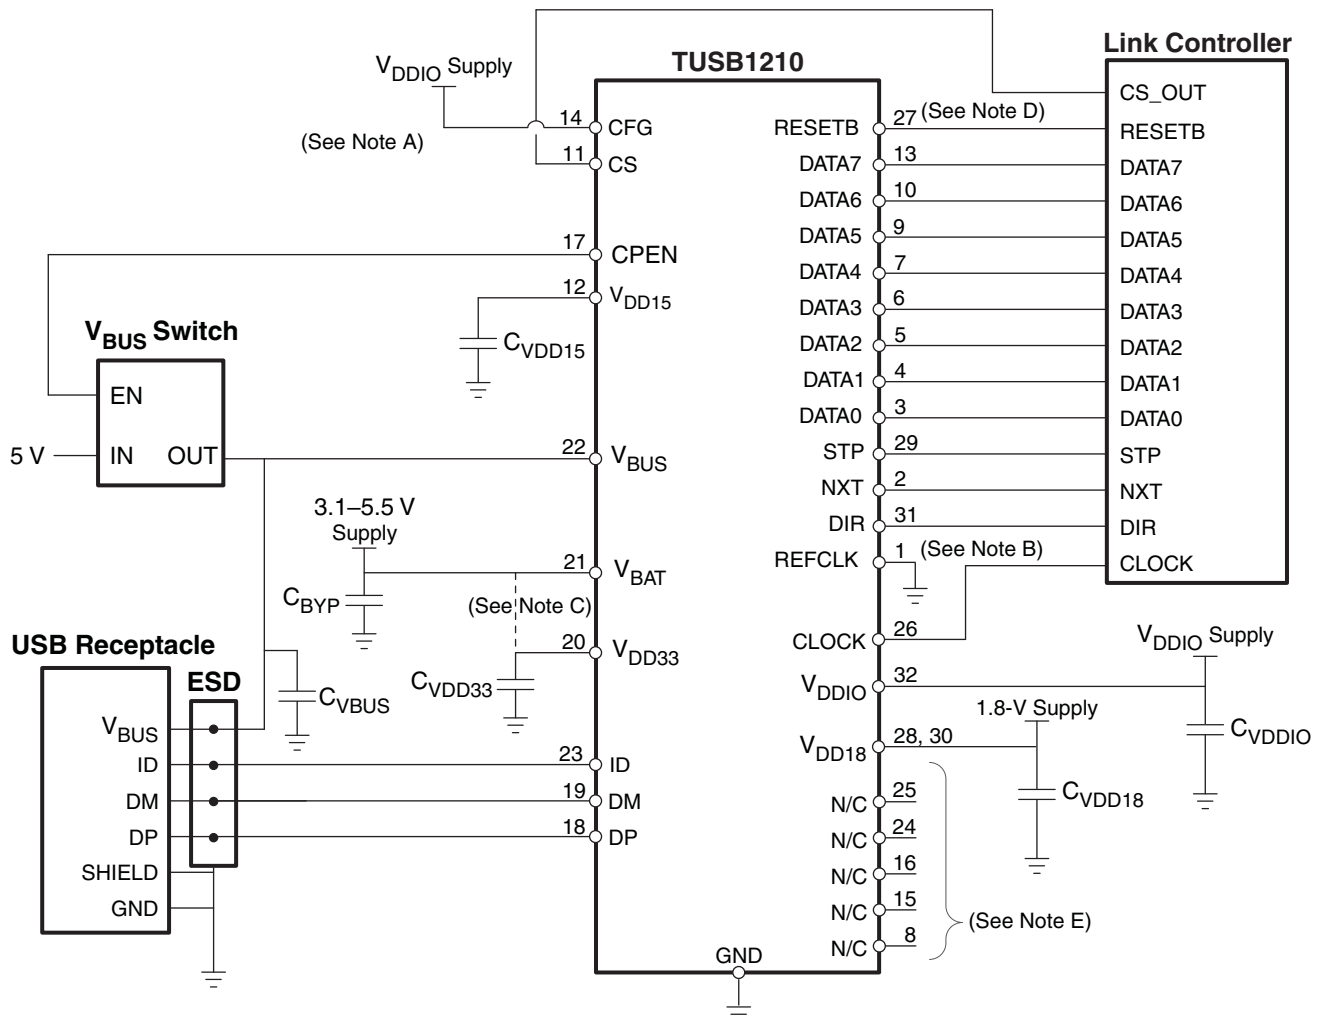 Link Controller
TUSB1210
VDDIO Supply
(See Note A)
14
CFG
11
CS
17
CPEN
12
VDD15
CVDD15
VBUS Switch
EN
5 V
IN
OUT
22
VBUS
3.1–5.5 V
Supply
21
VBAT
CBYP
(See Note C)
20
VDD33
CVDD33
USB Receptacle
ESD
CVBUS
VBUS
ID
23
ID
DM
19
DM
DP
18
DP
SHIELD
GND
GND
RESETB
27
(See Note D)
DATA7
13
DATA6
10
DATA5
9
DATA4
7
DATA3
6
DATA2
5
DATA1
4
DATA0
3
STP
29
NXT
2
DIR
31
REFCLK
1
(See Note B)
CLOCK
26
VDDIO
32
VDD18
28, 30
N/C
25
N/C
24
N/C
16
N/C
15
N/C
8
(See Note E)
CS_OUT
RESETB
DATA7
DATA6
DATA5
DATA4
DATA3
DATA2
DATA1
DATA0
STP
NXT
DIR
CLOCK
VDDIO Supply
CVDDIO
1.8-V Supply
CVDD18